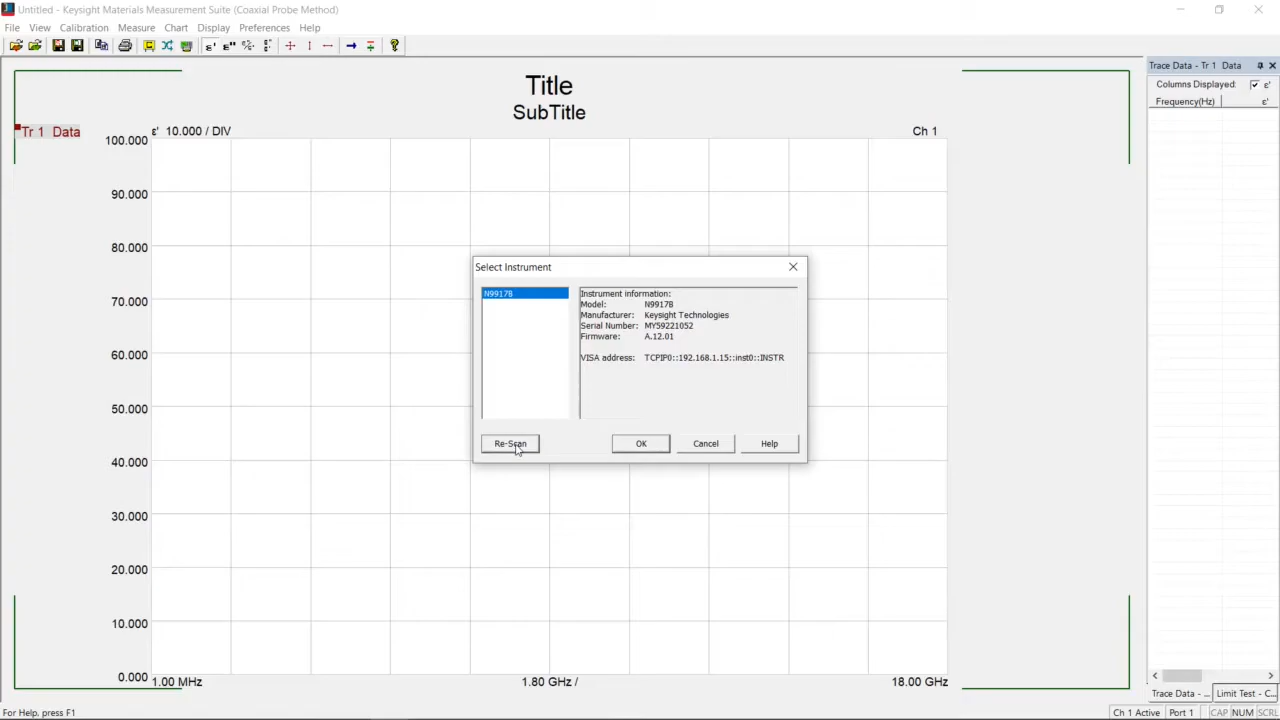 Untitled - Keysight Materials Measurement Suite (Coaxial Probe Method)
File View Calibration Measure Chart Display Preferences Help
Title
SubTitle
Tr 1 Data
ε' 10.000 / DIV
Ch 1
100.000
90.000
80.000
70.000
60.000
50.000
40.000
30.000
20.000
10.000
0.000
1.00 MHz
1.80 GHz /
18.00 GHz
Select Instrument
N9917B
Instrument information:
Model: N9917B
Manufacturer: Keysight Technologies
Serial Number: MY59221052
Firmware: A.12.01
VISA address: TCPIP0::192.168.1.15::inst0::INSTR
Re-Scan
OK
Cancel
Help
Trace Data - Tr 1 Data
Columns Displayed: ε'
Frequency(Hz) ε'
Trace Data - ...
Limit Test - C...
For Help, press F1
Ch 1 Active Port 1 CAP NUM SCRL